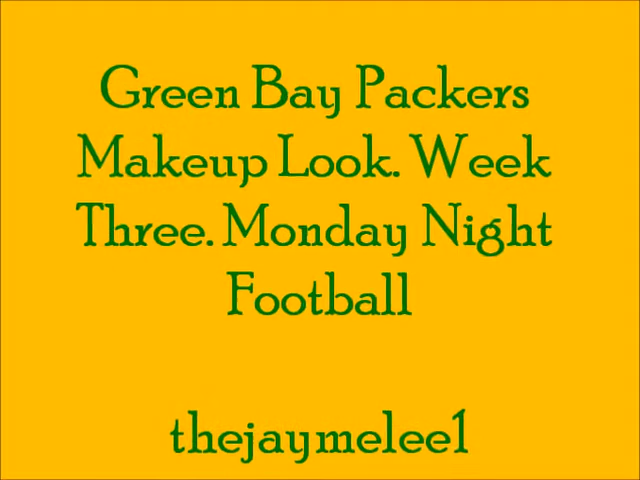 Green Bay Packers
Makeup Look. Week
Three. Monday Night
Football
thejaymelee1